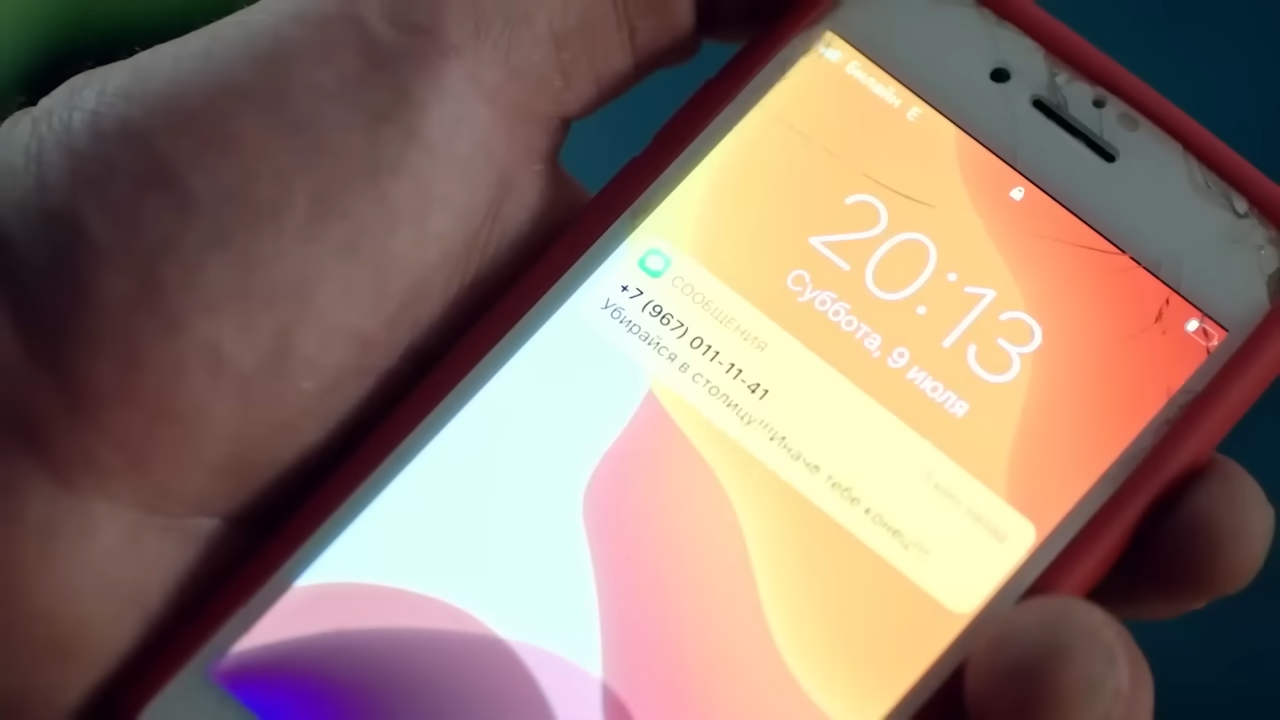 Билайн E
20:13
Суббота, 9 июля
СООБЩЕНИЯ
+7 (967) 011-11-41
Убирайся в столицу!!!Иначе тебе конец!!!